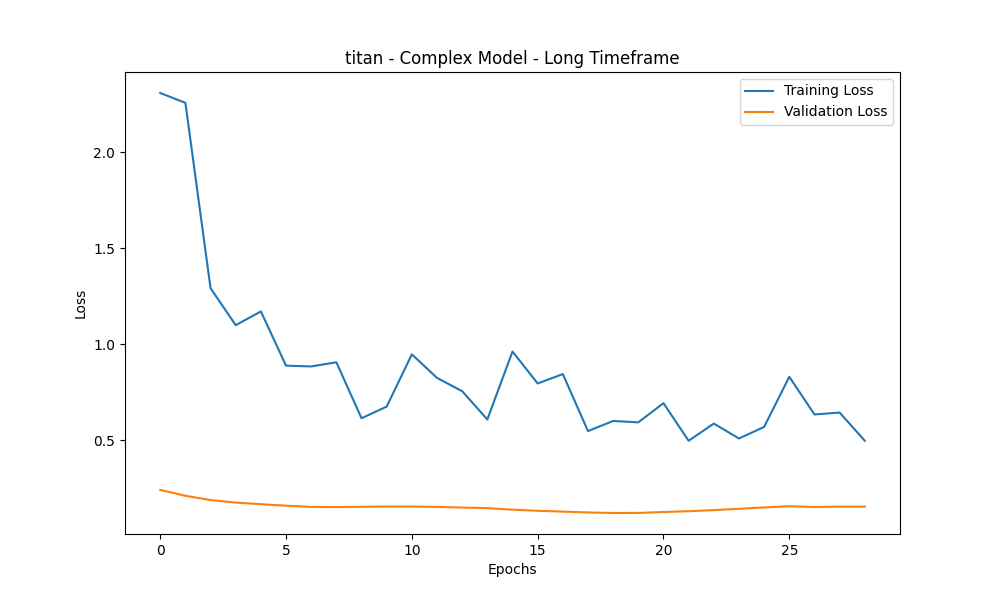 titan - Complex Model - Long Timeframe
Training Loss
Validation Loss
2.0
1.5
1.0
0.5
Loss
0 5 10 15 20 25
Epochs